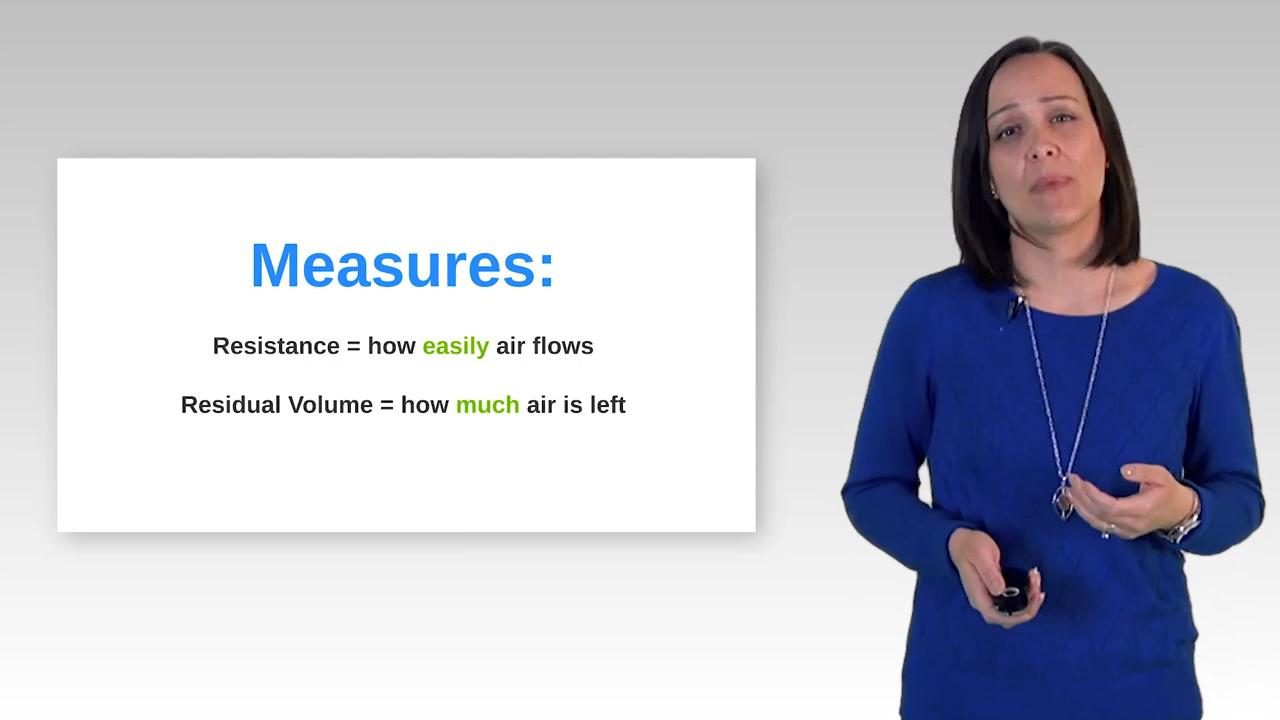 Measures:
Resistance = how easily air flows
Residual Volume = how much air is left